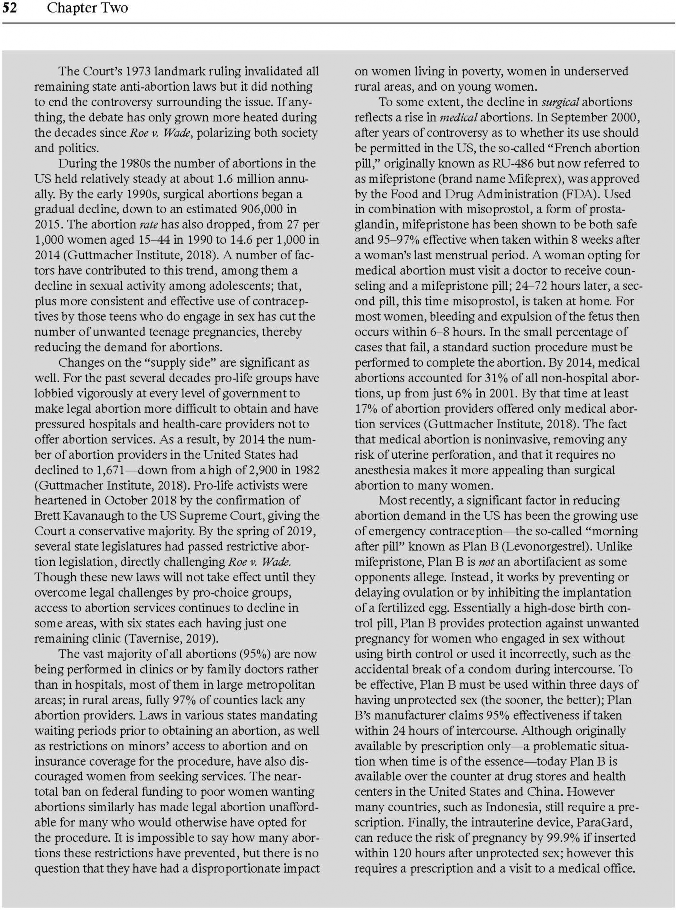 52 Chapter Two
The Court's 1973 landmark ruling invalidated all
remaining state anti-abortion laws but it did nothing
to end the controversy surrounding the issue. If any-
thing, the debate has only grown more heated during
the decades since Roe v. Wade, polarizing both society
and politics.
During the 1980s the number of abortions in the
US held relatively steady at about 1.6 million annu-
ally. By the early 1990s, surgical abortions began a
gradual decline, down to an estimated 906,000 in
2015. The abortion rate has also dropped, from 27 per
1,000 women aged 15–44 in 1990 to 14.6 per 1,000 in
2014 (Guttmacher Institute, 2018). A number of fac-
tors have contributed to this trend, among them a
decline in sexual activity among adolescents; that,
plus more consistent and effective use of contracep-
tives by those teens who do engage in sex has cut the
number of unwanted teenage pregnancies, thereby
reducing the demand for abortions.
Changes on the "supply side" are significant as
well. For the past several decades pro-life groups have
lobbied vigorously at every level of government to
make legal abortion more difficult to obtain and have
pressured hospitals and health-care providers not to
offer abortion services. As a result, by 2014 the num-
ber of abortion providers in the United States had
declined to 1,671—down from a high of 2,900 in 1982
(Guttmacher Institute, 2018). Pro-life activists were
heartened in October 2018 by the confirmation of
Brett Kavanaugh to the US Supreme Court, giving the
Court a conservative majority. By the spring of 2019,
several state legislatures had passed restrictive abor-
tion legislation, directly challenging Roe v. Wade.
Though these new laws will not take effect until they
overcome legal challenges by pro-choice groups,
access to abortion services continues to decline in
some areas, with six states each having just one
remaining clinic (Tavernise, 2019).
The vast majority of all abortions (95%) are now
being performed in clinics or by family doctors rather
than in hospitals, most of them in large metropolitan
areas; in rural areas, fully 97% of counties lack any
abortion providers. Laws in various states mandating
waiting periods prior to obtaining an abortion, as well
as restrictions on minors' access to abortion and on
insurance coverage for the procedure, have also dis-
couraged women from seeking services. The near-
total ban on federal funding to poor women wanting
abortions similarly has made legal abortion unafford-
able for many who would otherwise have opted for
the procedure. It is impossible to say how many abor-
tions these restrictions have prevented, but there is no
question that they have had a disproportionate impact
on women living in poverty, women in underserved
rural areas, and on young women.
To some extent, the decline in surgical abortions
reflects a rise in medical abortions. In September 2000,
after years of controversy as to whether its use should
be permitted in the US, the so-called "French abortion
pill," originally known as RU-486 but now referred to
as mifepristone (brand name Mifeprex), was approved
by the Food and Drug Administration (FDA). Used
in combination with misoprostol, a form of prosta-
glandin, mifepristone has been shown to be both safe
and 95–97% effective when taken within 8 weeks after
a woman's last menstrual period. A woman opting for
medical abortion must visit a doctor to receive coun-
seling and a mifepristone pill; 24–72 hours later, a sec-
ond pill, this time misoprostol, is taken at home. For
most women, bleeding and expulsion of the fetus then
occurs within 6–8 hours. In the small percentage of
cases that fail, a standard suction procedure must be
performed to complete the abortion. By 2014, medical
abortions accounted for 31% of all non-hospital abor-
tions, up from just 6% in 2001. By that time at least
17% of abortion providers offered only medical abor-
tion services (Guttmacher Institute, 2018). The fact
that medical abortion is noninvasive, removing any
risk of uterine perforation, and that it requires no
anesthesia makes it more appealing than surgical
abortion to many women.
Most recently, a significant factor in reducing
abortion demand in the US has been the growing use
of emergency contraception—the so-called "morning
after pill" known as Plan B (Levonorgestrel). Unlike
mifepristone, Plan B is not an abortifacient as some
opponents allege. Instead, it works by preventing or
delaying ovulation or by inhibiting the implantation
of a fertilized egg. Essentially a high-dose birth con-
trol pill, Plan B provides protection against unwanted
pregnancy for women who engaged in sex without
using birth control or used it incorrectly, such as the
accidental break of a condom during intercourse. To
be effective, Plan B must be used within three days of
having unprotected sex (the sooner, the better); Plan
B's manufacturer claims 95% effectiveness if taken
within 24 hours of intercourse. Although originally
available by prescription only—a problematic situa-
tion when time is of the essence—today Plan B is
available over the counter at drug stores and health
centers in the United States and China. However
many countries, such as Indonesia, still require a pre-
scription. Finally, the intrauterine device, ParaGard,
can reduce the risk of pregnancy by 99.9% if inserted
within 120 hours after unprotected sex; however this
requires a prescription and a visit to a medical office.